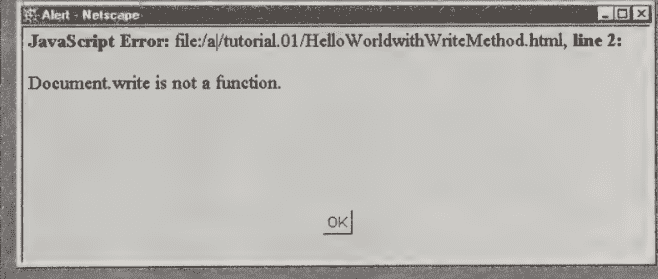 Alert - Netscape
JavaScript Error: file:/a|/tutorial.01/HelloWorldwithWriteMethod.html, line 2:
Document.write is not a function.
OK